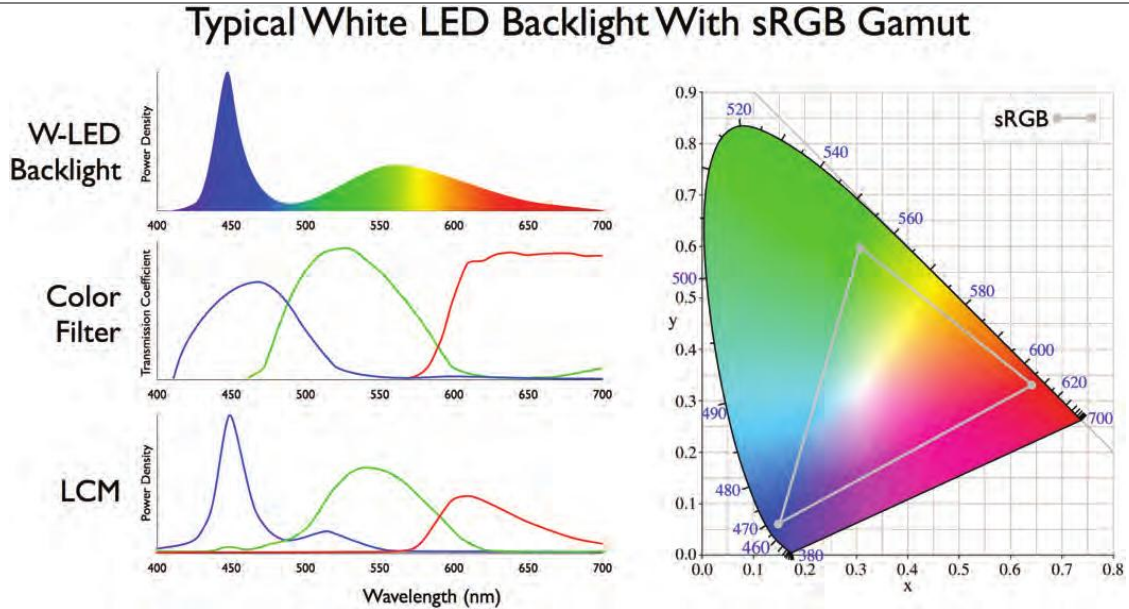 Typical White LED Backlight With sRGB Gamut
W-LED
Backlight
Power Density
400 450 500 550 600 650 700
Color
Filter
Transmission Coefficient
400 450 500 550 600 650 700
LCM
Power Density
400 450 500 550 600 650 700
Wavelength (nm)
sRGB
0.9
0.8
0.7
0.6
0.5
y
0.4
0.3
0.2
0.1
0.0
0.0 0.1 0.2 0.3 0.4 0.5 0.6 0.7 0.8
x
520
540
560
580
600
620
700
500
490
480
470
460
380